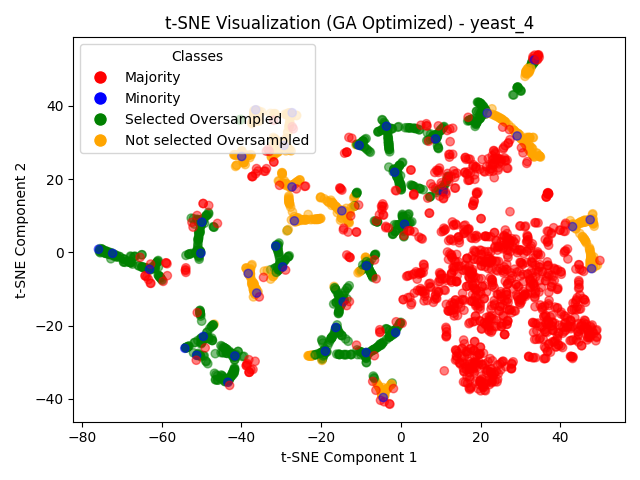 t-SNE Visualization (GA Optimized) - yeast_4
Classes
Majority
Minority
Selected Oversampled
Not selected Oversampled
t-SNE Component 2
40
20
0
−20
−40
−80 −60 −40 −20 0 20 40
t-SNE Component 1